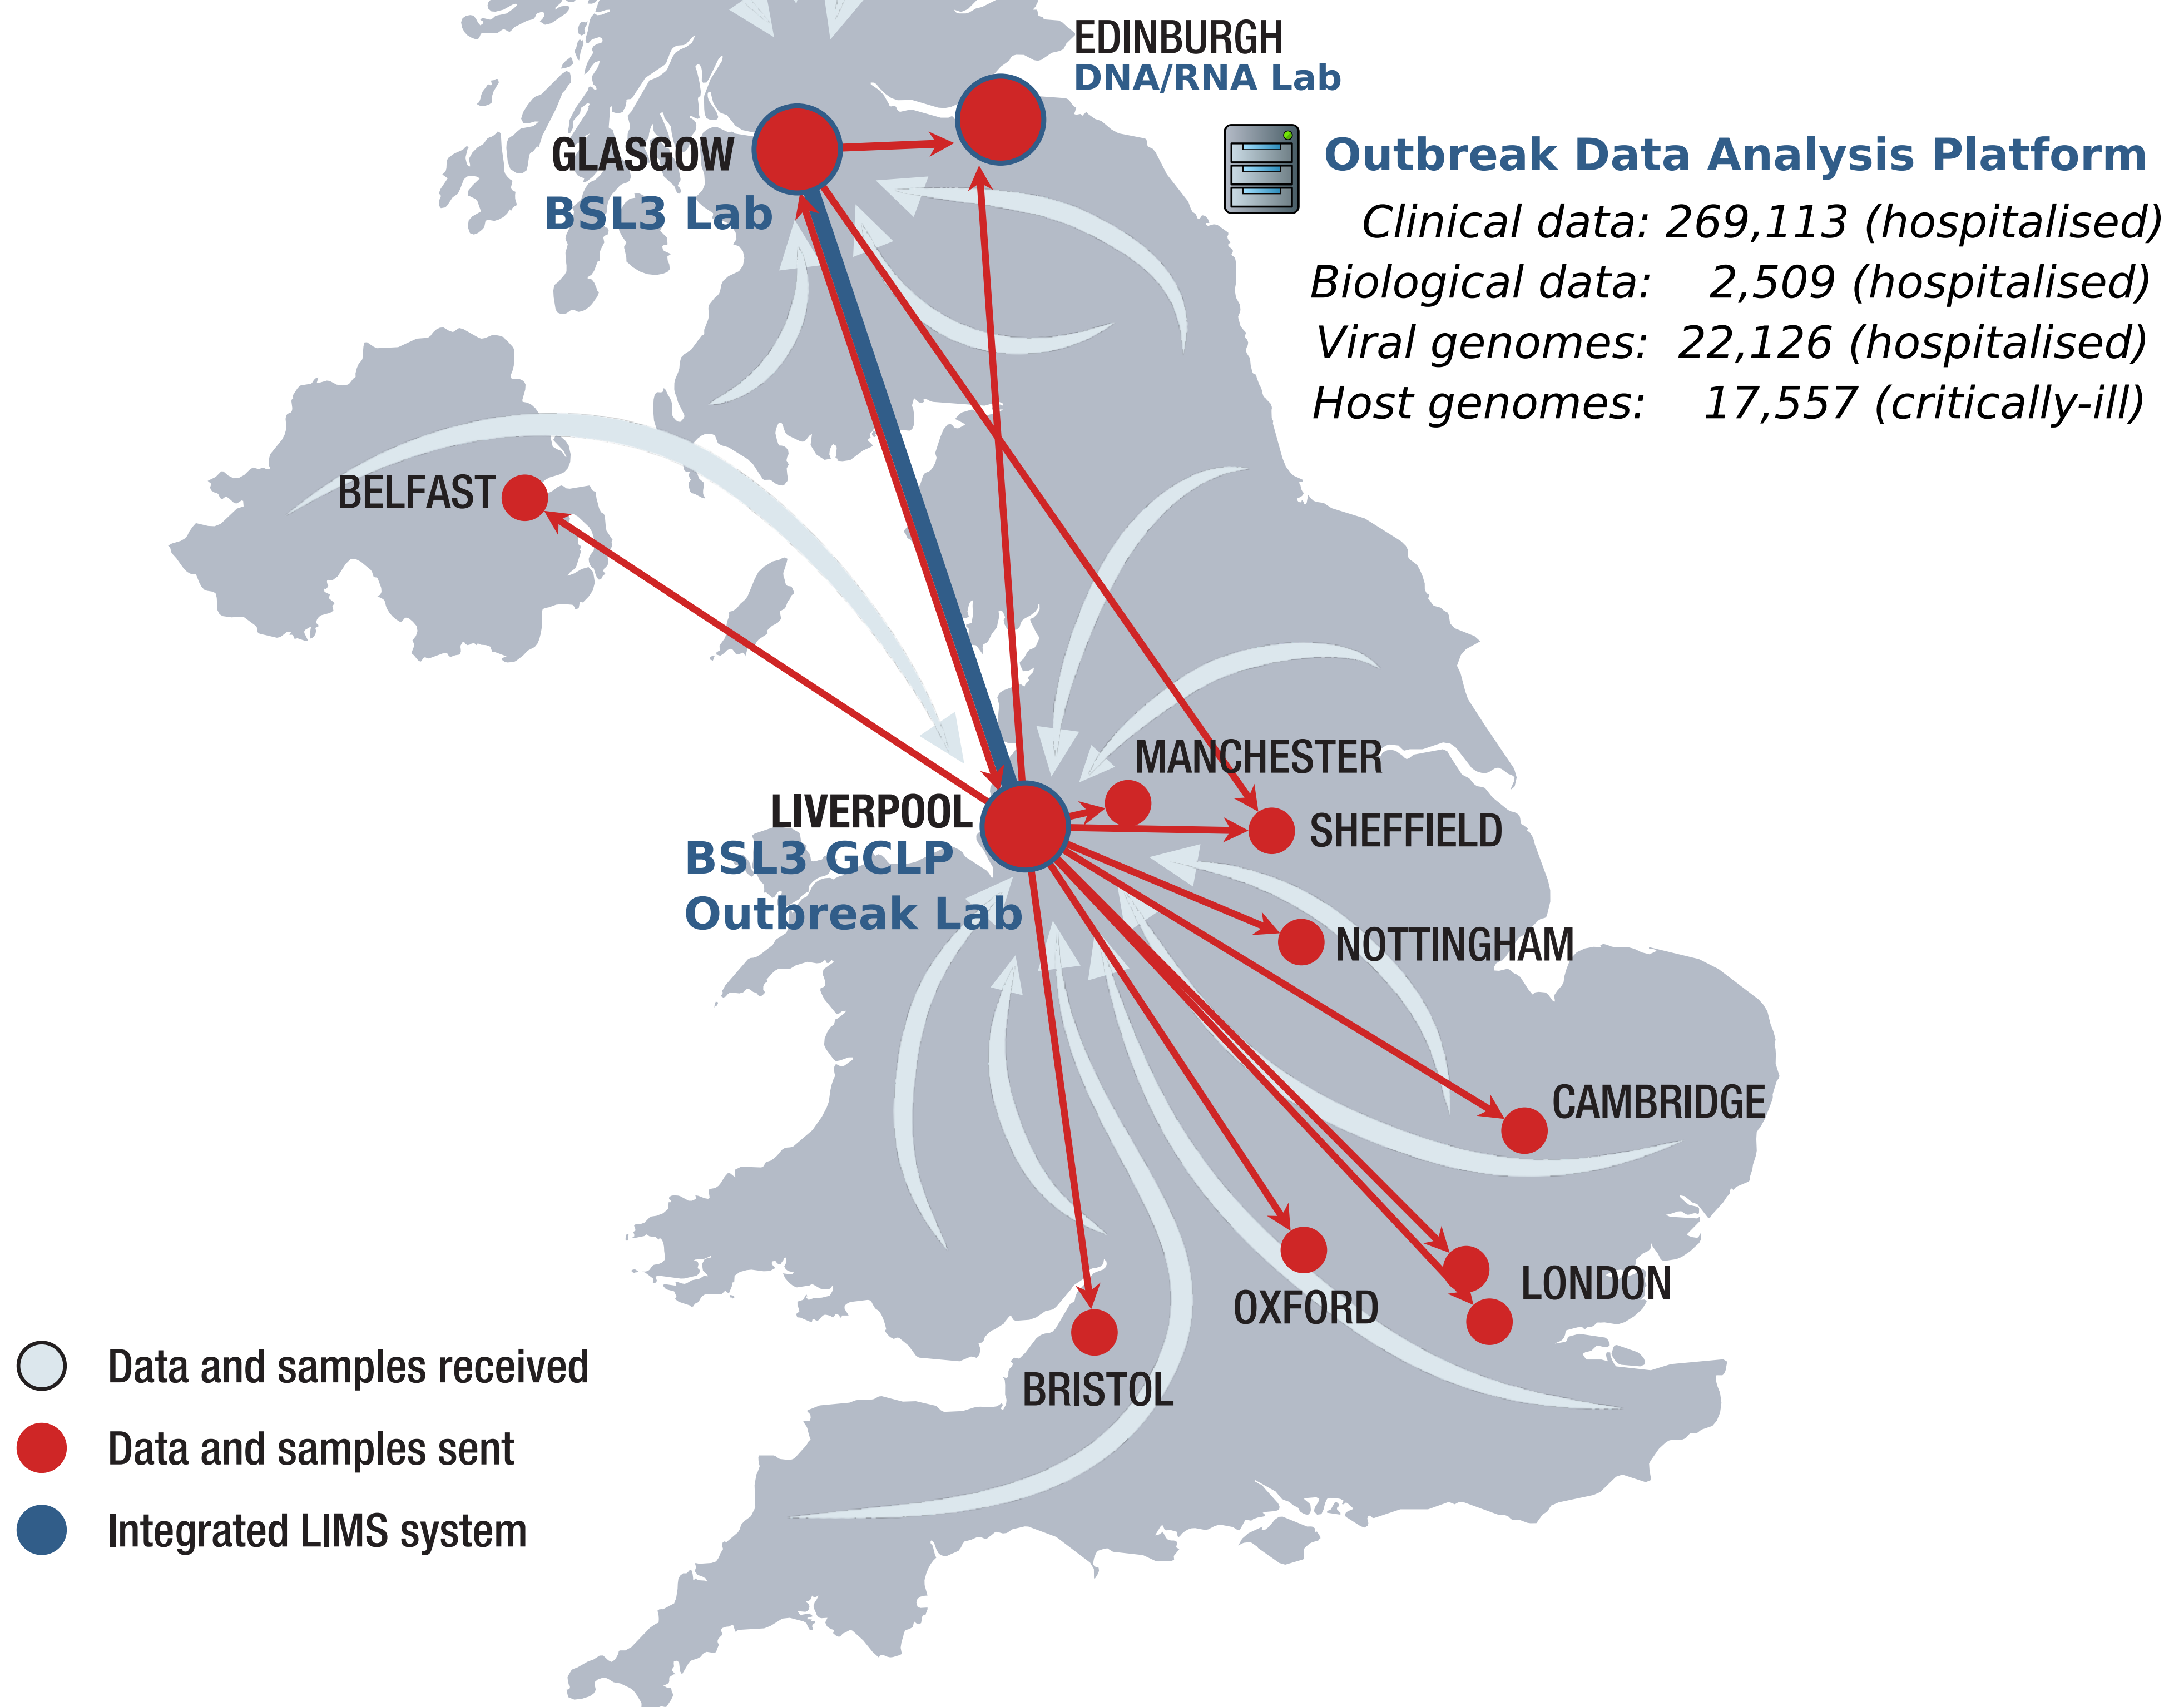 EDINBURGH
DNA/RNA Lab
GLASGOW
BSL3 Lab
Outbreak Data Analysis Platform
Clinical data: 269,113 (hospitalised)
Biological data: 2,509 (hospitalised)
Viral genomes: 22,126 (hospitalised)
Host genomes: 17,557 (critically-ill)
BELFAST
MANCHESTER
LIVERPOOL
BSL3 GCLP
Outbreak Lab
SHEFFIELD
NOTTINGHAM
CAMBRIDGE
LONDON
OXFORD
BRISTOL
Data and samples received
Data and samples sent
Integrated LIMS system